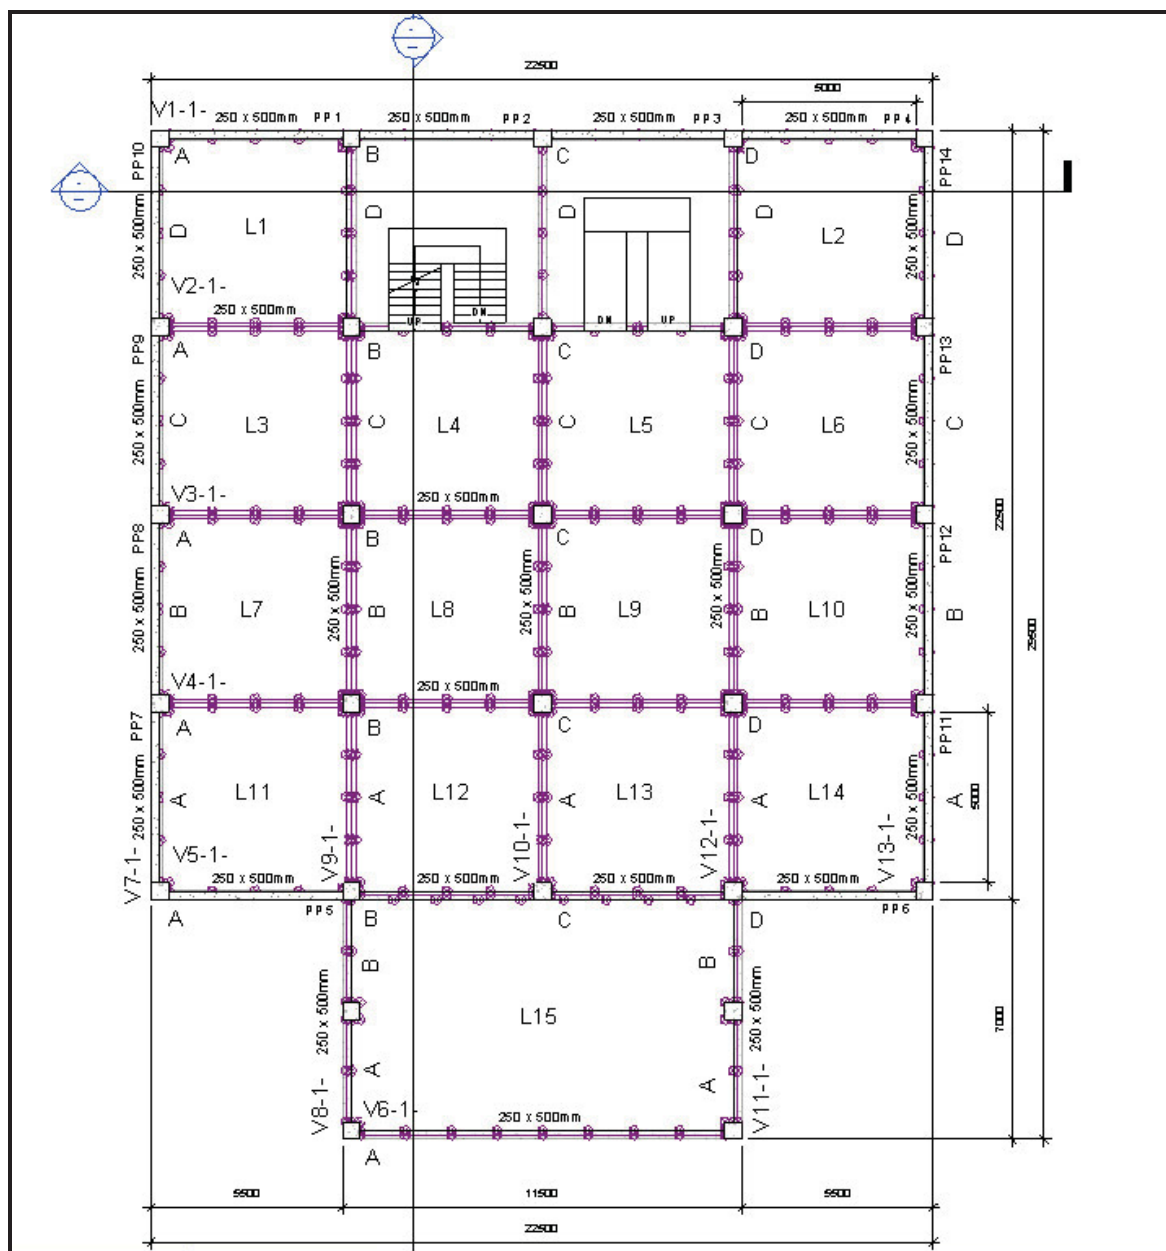 22500
5000
V1-1-
250 x 500mm PP1 250 x 500mm PP2 250 x 500mm PP3 250 x 500mm PP4
A B C D
PP10 PP14
250 x 500mm D L1 D D D L2 250 x 500mm D
V2-1-
250 x 500mm
UP DN DN UP
A B C D
PP9 PP13
250 x 500mm C L3 C L4 C L5 C L6 250 x 500mm C
V3-1-
250 x 500mm
22500
A B C D
PP8 PP12
250 x 500mm B L7 250 x 500mm B L8 250 x 500mm B L9 250 x 500mm B L10 250 x 500mm B
29500
V4-1-
250 x 500mm
A B C D
PP7 PP11
250 x 500mm A L11 A L12 A L13 A L14 250 x 500mm A
5000
V5-1-
V7-1- V9-1- V10-1- V12-1- V13-1-
250 x 500mm 250 x 500mm 250 x 500mm 250 x 500mm
PP5 PP6
A B C D
250 x 500mm B L15 B 250 x 500mm
7000
A A
V8-1- V6-1- V11-1-
250 x 500mm
A
5500 11500 5500
22500